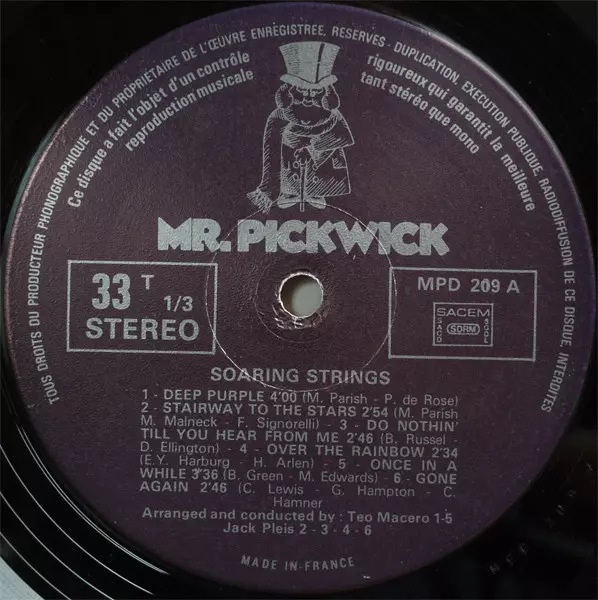 TOUS DROITS DU PRODUCTEUR PHONOGRAPHIQUE ET DU PROPRIÉTAIRE DE L'ŒUVRE ENREGISTRÉE, RESERVES - DUPLICATION, EXECUTION PUBLIQUE, RADIODIFFUSION DE CE DISQUE, INTERDITES
Ce disque a fait l'objet d'un contrôle
rigoureux qui garantit la meilleure
reproduction musicale
tant stéréo que mono
MR. PICKWICK
33 T
1/3
STEREO
MPD 209 A
SACEM
SACD
SDRM
SGDL
SOARING STRINGS
1 - DEEP PURPLE 4'00 (M. Parish - P. de Rose)
2 - STAIRWAY TO THE STARS 2'54 (M. Parish
M. Malneck - F. Signorelli) - 3 - DO NOTHIN'
TILL YOU HEAR FROM ME 2'46 (B. Russel -
D. Ellington) - 4 - OVER THE RAINBOW 2'34
(E.Y. Harburg - H. Arlen) - 5 - ONCE IN A
WHILE 3'36 (B. Green - M. Edwards) - 6 - GONE
AGAIN 2'46 (C. Lewis - G. Hampton - C.
Hamner
Arranged and conducted by : Teo Macero 1-5
Jack Pleis 2 - 3 - 4 - 6
MADE IN-FRANCE